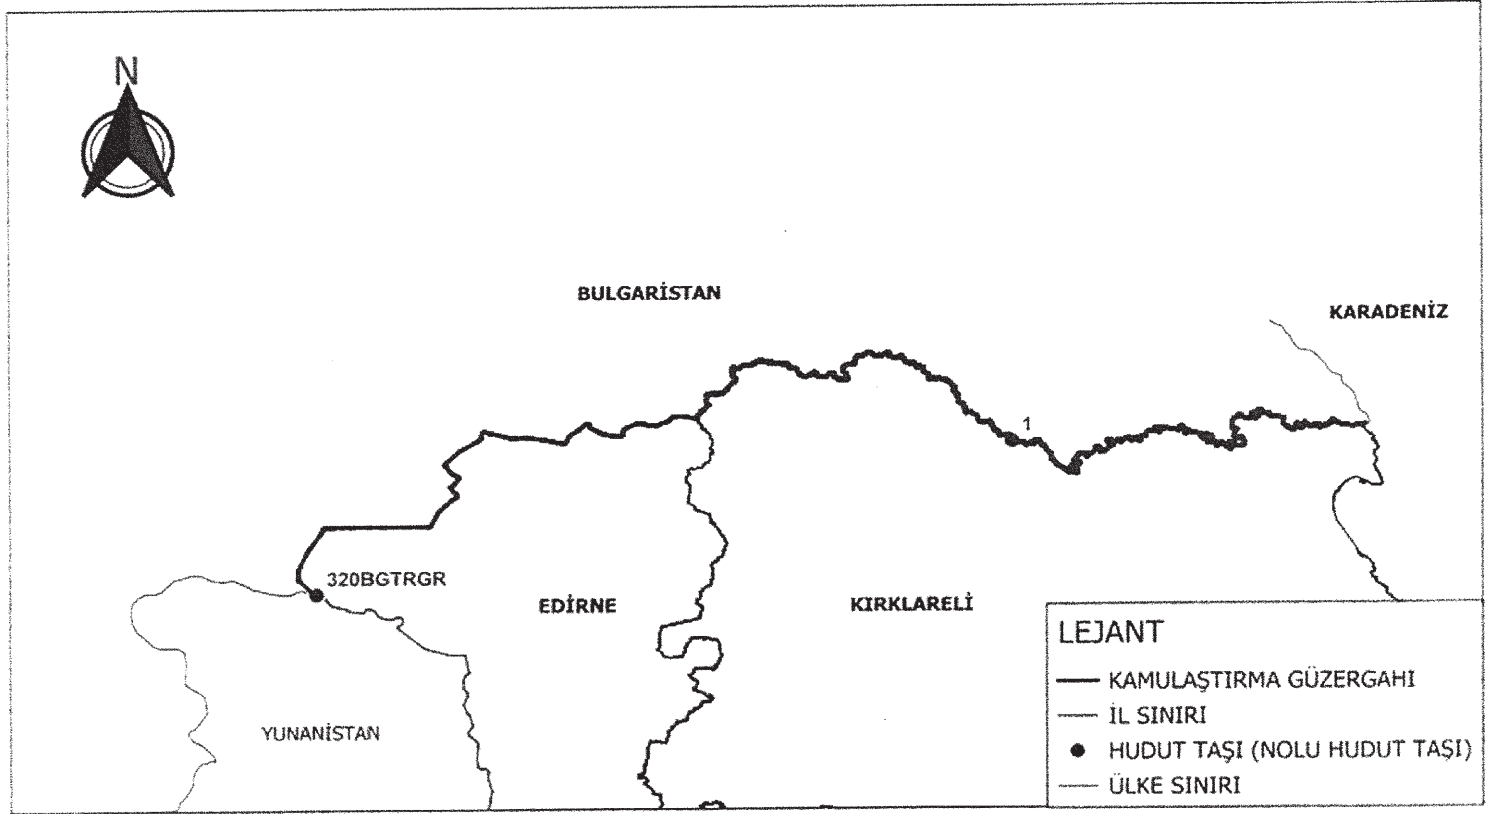 N
BULGARİSTAN
KARADENİZ
1
320BGTRGR
EDİRNE
KIRKLARELİ
YUNANİSTAN
LEJANT
KAMULAŞTIRMA GÜZERGAHI
İL SINIRI
HUDUT TAŞI (NOLU HUDUT TAŞI)
ÜLKE SINIRI